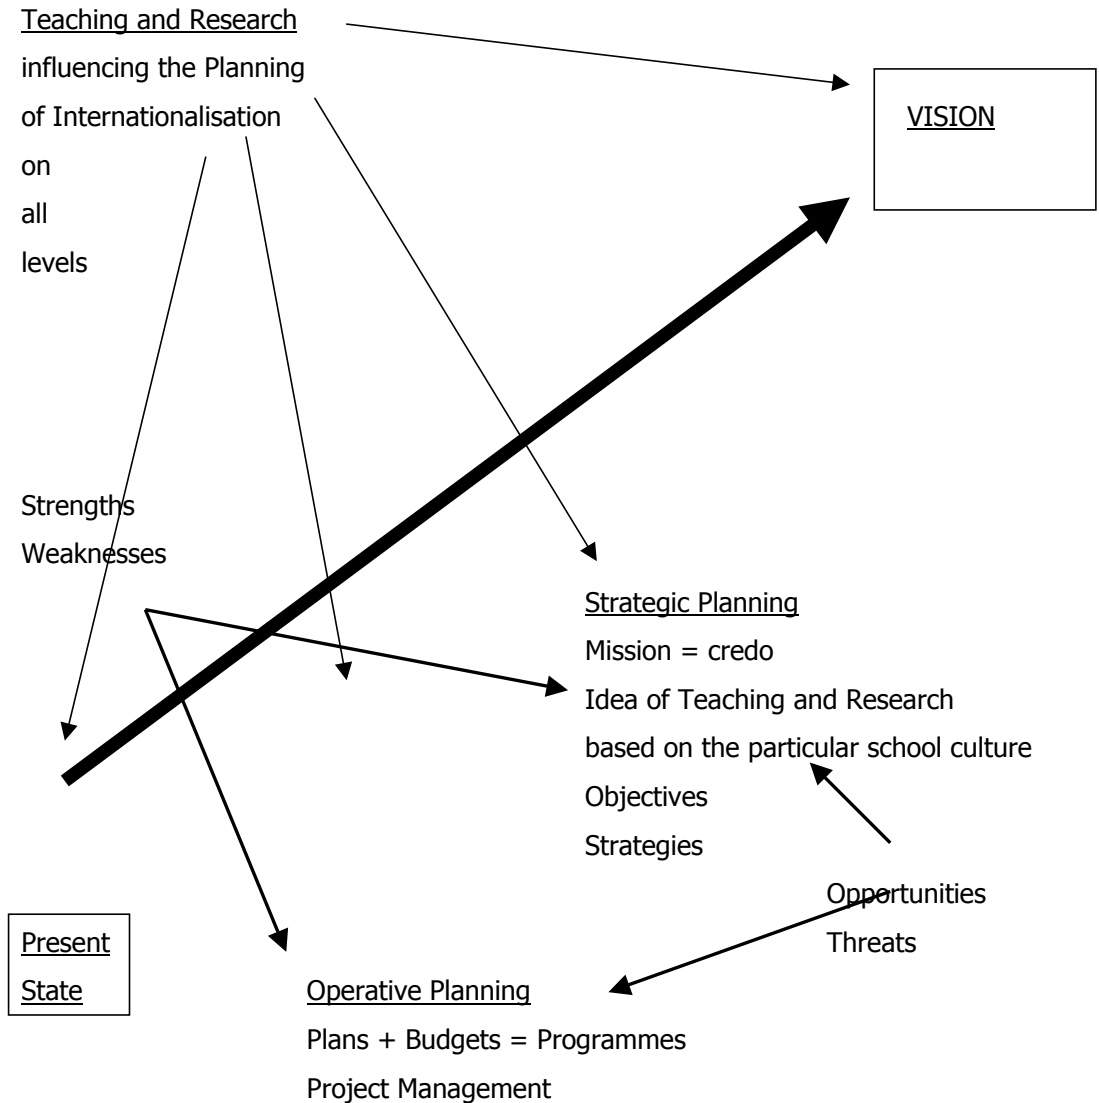 Teaching and Research
influencing the Planning
of Internationalisation
on
all
levels
VISION
Strengths
Weaknesses
Strategic Planning
Mission = credo
Idea of Teaching and Research
based on the particular school culture
Objectives
Strategies
Opportunities
Threats
Present
State
Operative Planning
Plans + Budgets = Programmes
Project Management